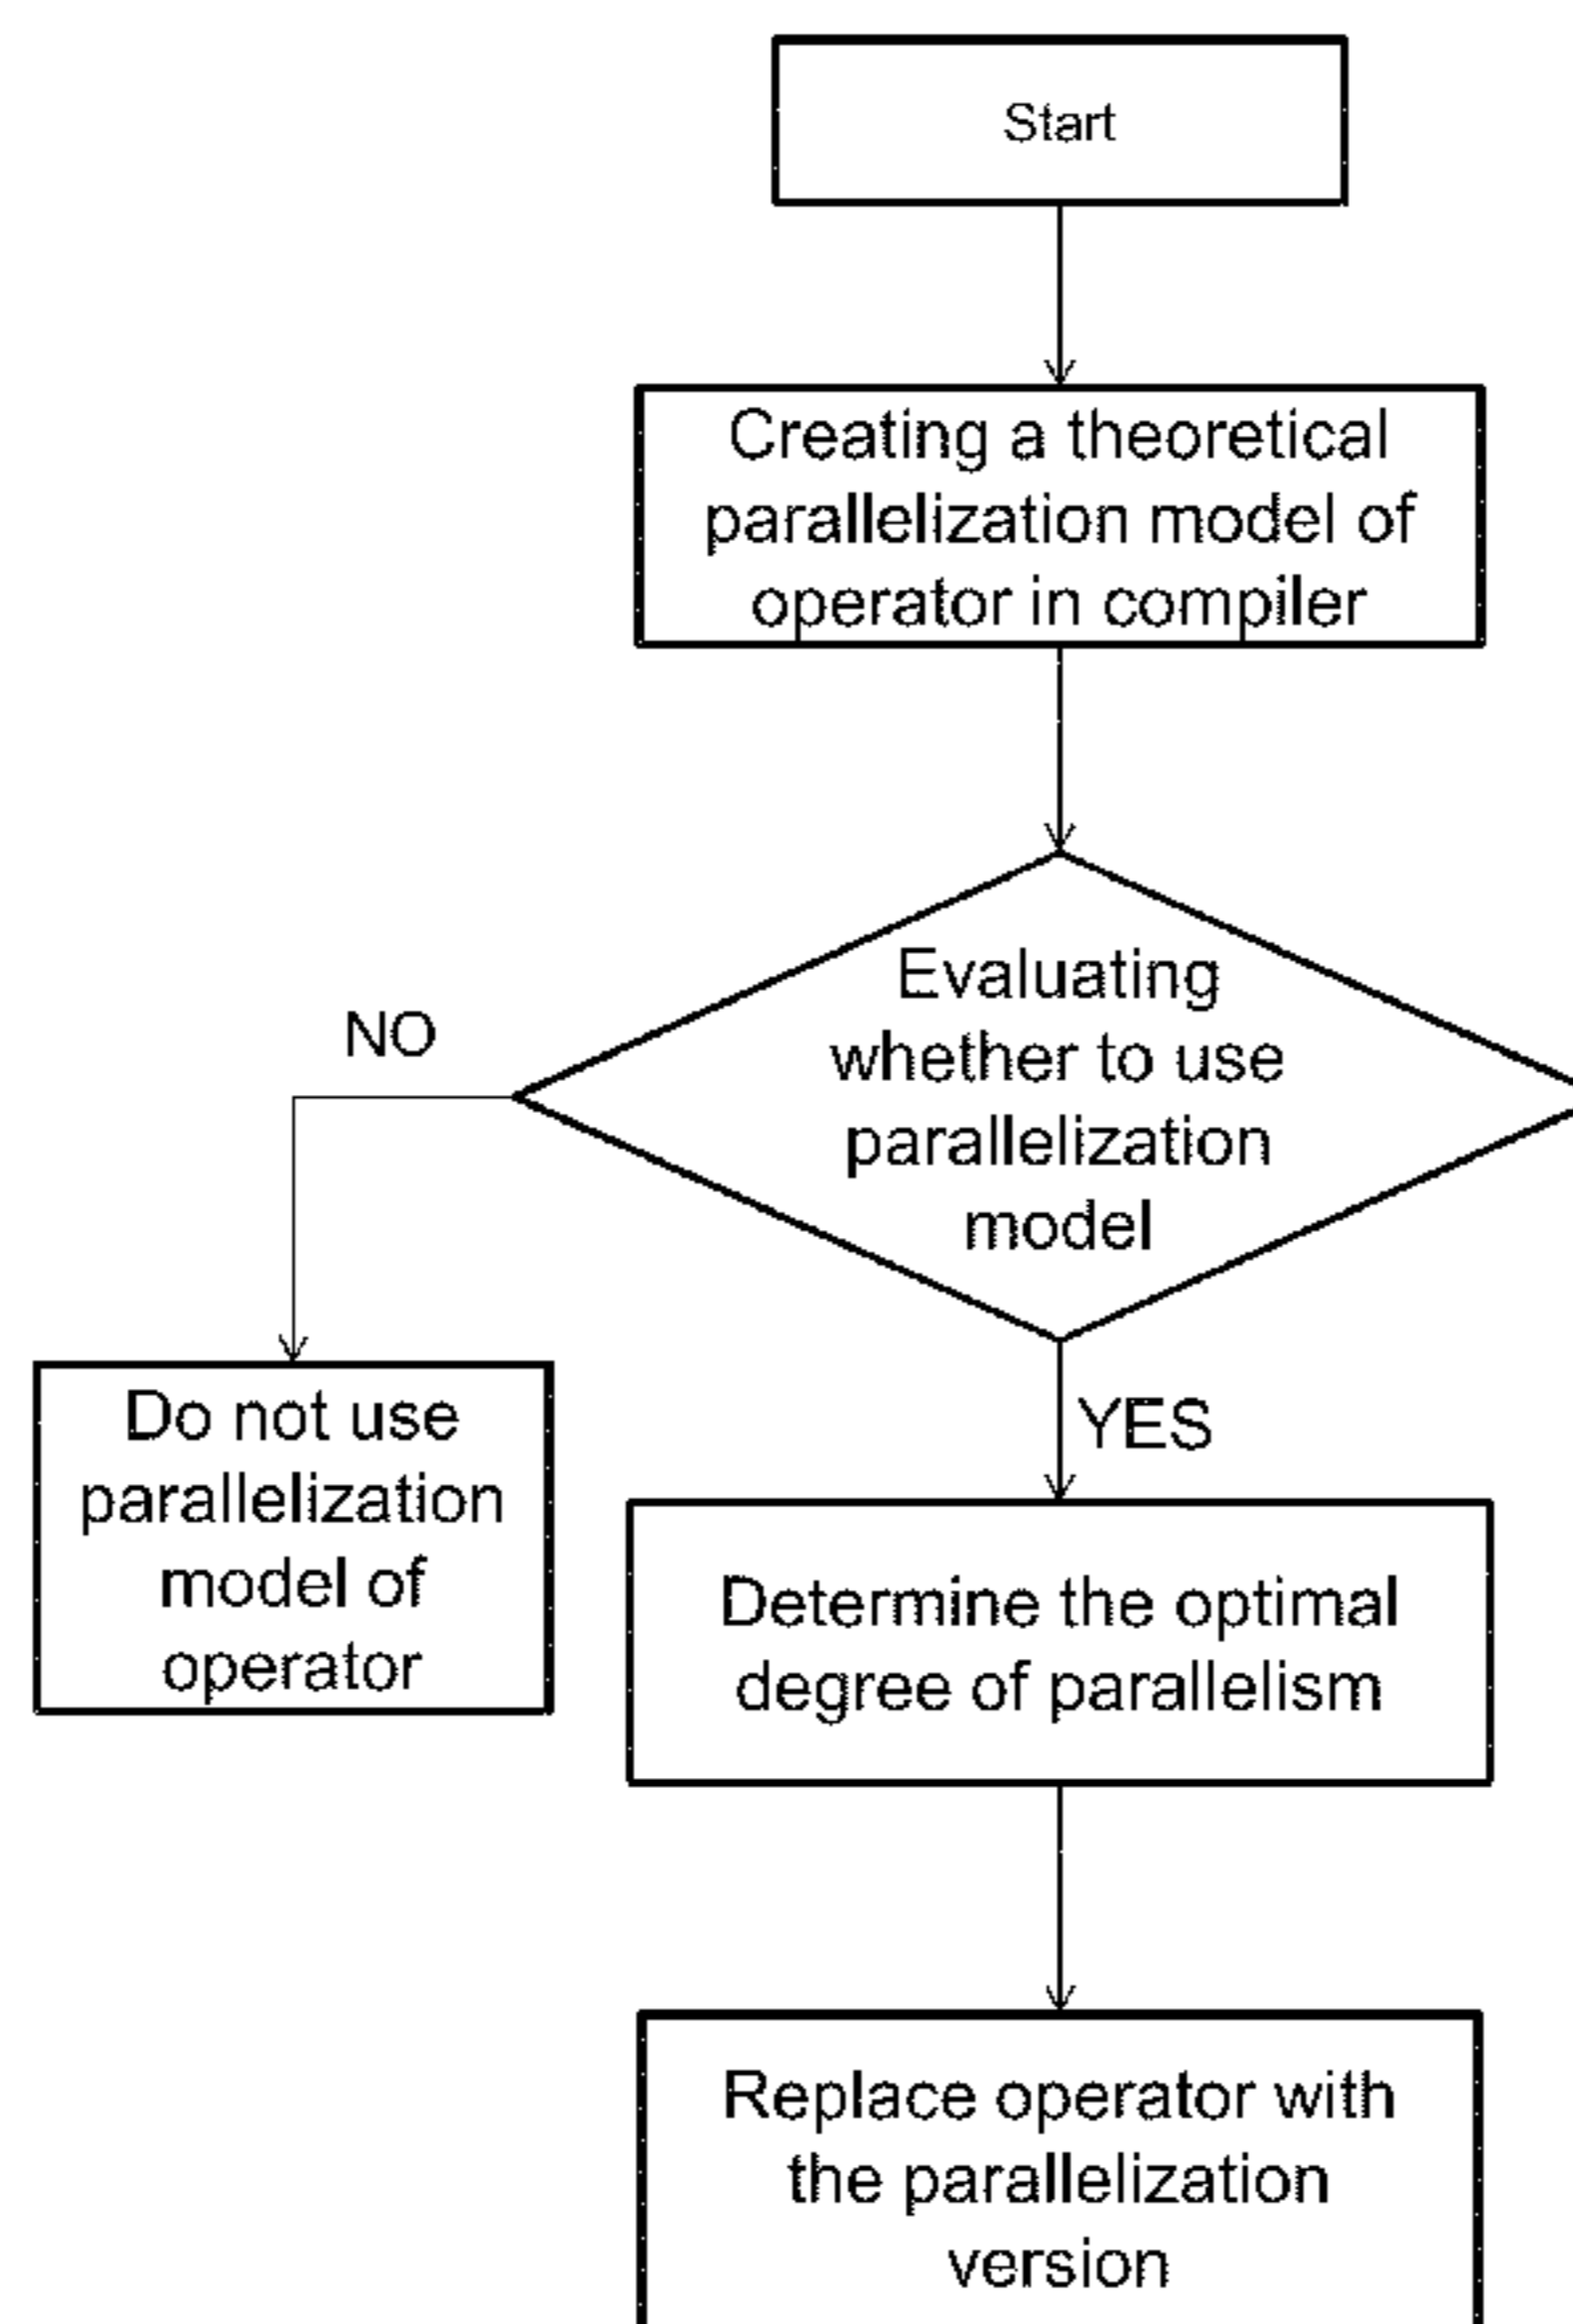 Start
Creating a theoretical
parallelization model of
operator in compiler
Evaluating
whether to use
parallelization
model
NO
YES
Do not use
parallelization
model of
operator
Determine the optimal
degree of parallelism
Replace operator with
the parallelization
version